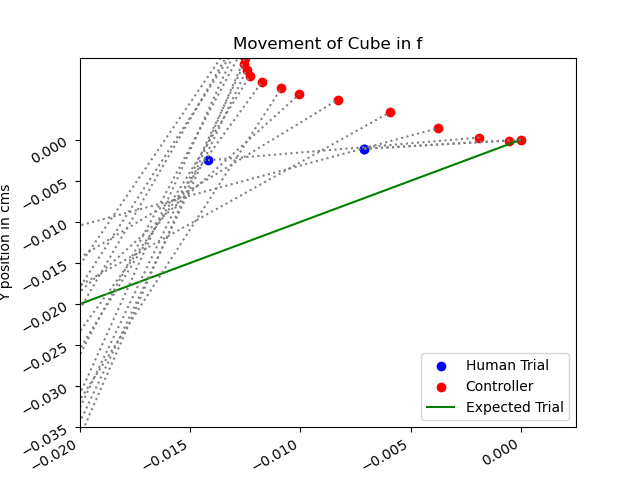 Movement of Cube in f
Y position in cms
0.000
−0.005
−0.010
−0.015
−0.020
−0.025
−0.030
−0.035
−0.020
−0.015
−0.010
−0.005
0.000
Human Trial
Controller
Expected Trial